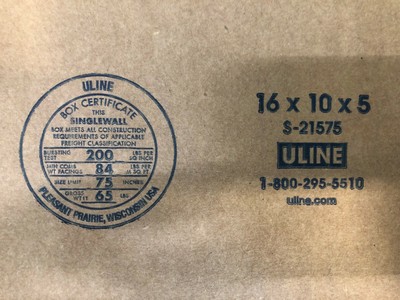 ULINE
BOX CERTIFICATE
THIS
SINGLEWALL
BOX MEETS ALL CONSTRUCTION
REQUIREMENTS OF APPLICABLE
FREIGHT CLASSIFICATION
BURSTING TEST 200 LBS PER SQ INCH
MIN COMB WT FACINGS 84 LBS PER M SQ FT
SIZE LIMIT 75 INCHES
GROSS WT LT 65 LBS
PLEASANT PRAIRIE, WISCONSIN USA
16 x 10 x 5
S-21575
ULINE
1-800-295-5510
uline.com